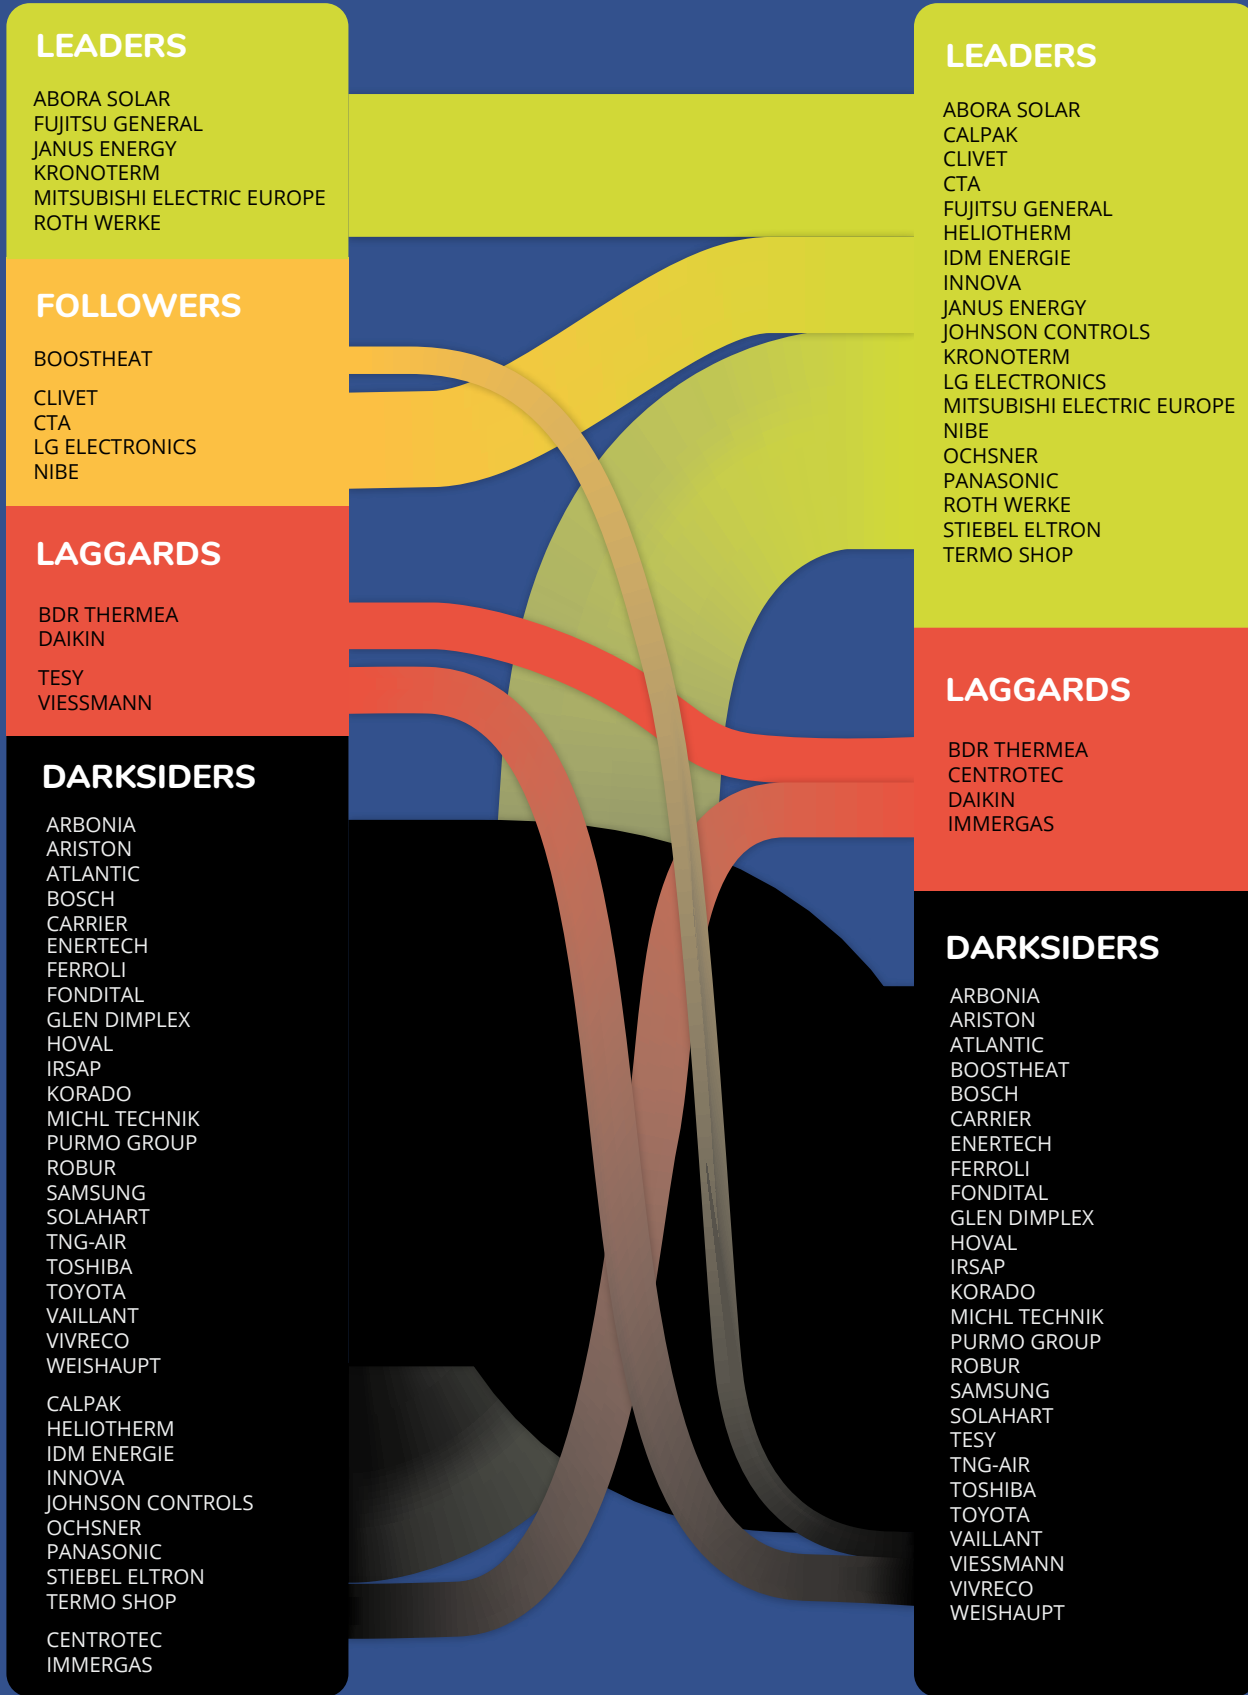 LEADERS
ABORA SOLAR
FUJITSU GENERAL
JANUS ENERGY
KRONOTERM
MITSUBISHI ELECTRIC EUROPE
ROTH WERKE
FOLLOWERS
BOOSTHEAT
CLIVET
CTA
LG ELECTRONICS
NIBE
LAGGARDS
BDR THERMEA
DAIKIN
TESY
VIESSMANN
DARKSIDERS
ARBONIA
ARISTON
ATLANTIC
BOSCH
CARRIER
ENERTECH
FERROLI
FONDITAL
GLEN DIMPLEX
HOVAL
IRSAP
KORADO
MICHL TECHNIK
PURMO GROUP
ROBUR
SAMSUNG
SOLAHART
TNG-AIR
TOSHIBA
TOYOTA
VAILLANT
VIVRECO
WEISHAUPT
CALPAK
HELIOTHERM
IDM ENERGIE
INNOVA
JOHNSON CONTROLS
OCHSNER
PANASONIC
STIEBEL ELTRON
TERMO SHOP
CENTROTEC
IMMERGAS
LEADERS
ABORA SOLAR
CALPAK
CLIVET
CTA
FUJITSU GENERAL
HELIOTHERM
IDM ENERGIE
INNOVA
JANUS ENERGY
JOHNSON CONTROLS
KRONOTERM
LG ELECTRONICS
MITSUBISHI ELECTRIC EUROPE
NIBE
OCHSNER
PANASONIC
ROTH WERKE
STIEBEL ELTRON
TERMO SHOP
LAGGARDS
BDR THERMEA
CENTROTEC
DAIKIN
IMMERGAS
DARKSIDERS
ARBONIA
ARISTON
ATLANTIC
BOOSTHEAT
BOSCH
CARRIER
ENERTECH
FERROLI
FONDITAL
GLEN DIMPLEX
HOVAL
IRSAP
KORADO
MICHL TECHNIK
PURMO GROUP
ROBUR
SAMSUNG
SOLAHART
TESY
TNG-AIR
TOSHIBA
TOYOTA
VAILLANT
VIESSMANN
VIVRECO
WEISHAUPT